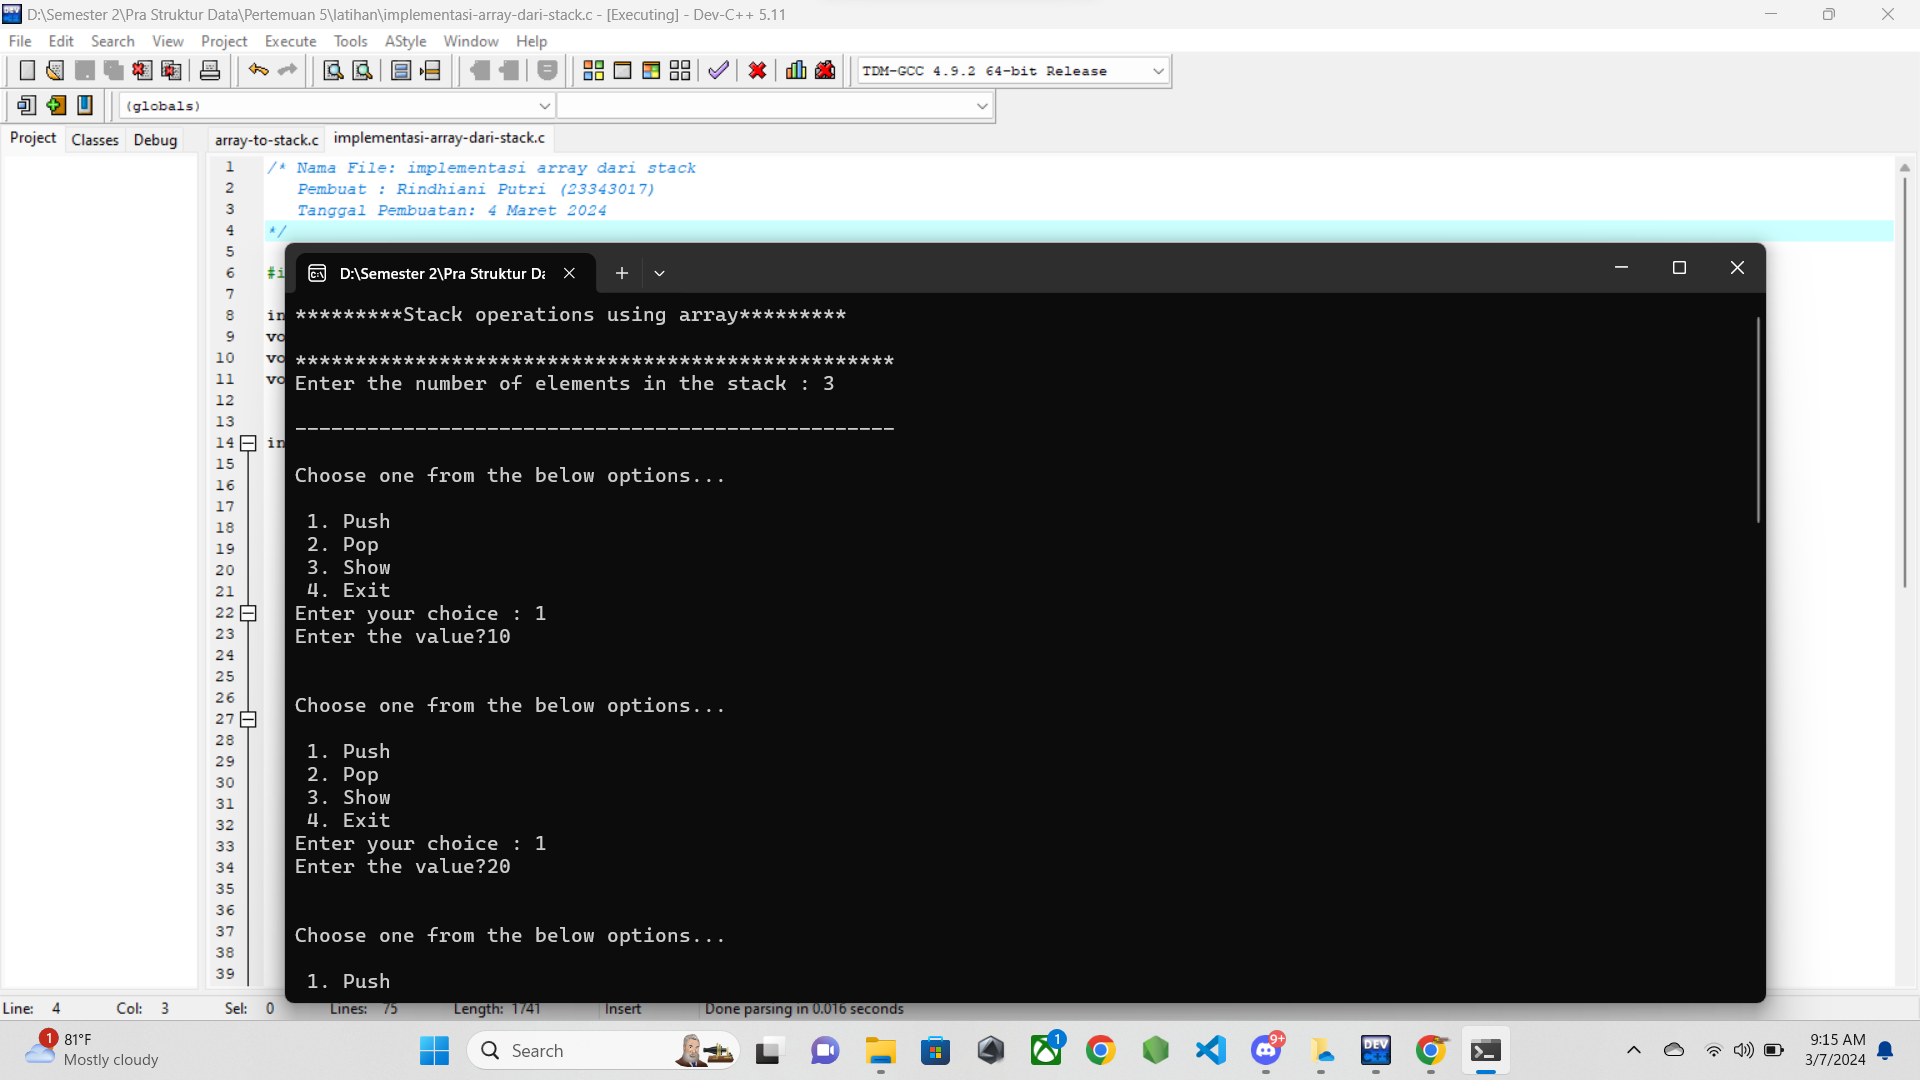 D:\Semester 2\Pra Struktur Data\Pertemuan 5\latihan\implementasi-array-dari-stack.c - [Executing] - Dev-C++ 5.11
File Edit Search View Project Execute Tools AStyle Window Help
TDM-GCC 4.9.2 64-bit Release
(globals)
Project Classes Debug array-to-stack.c implementasi-array-dari-stack.c
1 /* Nama File: implementasi array dari stack
2 Pembuat : Rindhiani Putri (23343017)
3 Tanggal Pembuatan: 4 Maret 2024
4 */
5
6 #i
7
8 in
9 vo
10 vo
11 vo
12
13
14 in
15
16
17
18
19
20
21
22
23
24
25
26
27
28
29
30
31
32
33
34
35
36
37
38
39
D:\Semester 2\Pra Struktur Da
*********Stack operations using array*********
**************************************************
Enter the number of elements in the stack : 3
__________________________________________________
Choose one from the below options...
1. Push
2. Pop
3. Show
4. Exit
Enter your choice : 1
Enter the value?10
Choose one from the below options...
1. Push
2. Pop
3. Show
4. Exit
Enter your choice : 1
Enter the value?20
Choose one from the below options...
1. Push
Line: 4 Col: 3 Sel: 0 Lines: 75 Length: 1741 Insert Done parsing in 0.016 seconds
1 81°F
Mostly cloudy
Search
1
9+
DEV
C++
9:15 AM
3/7/2024